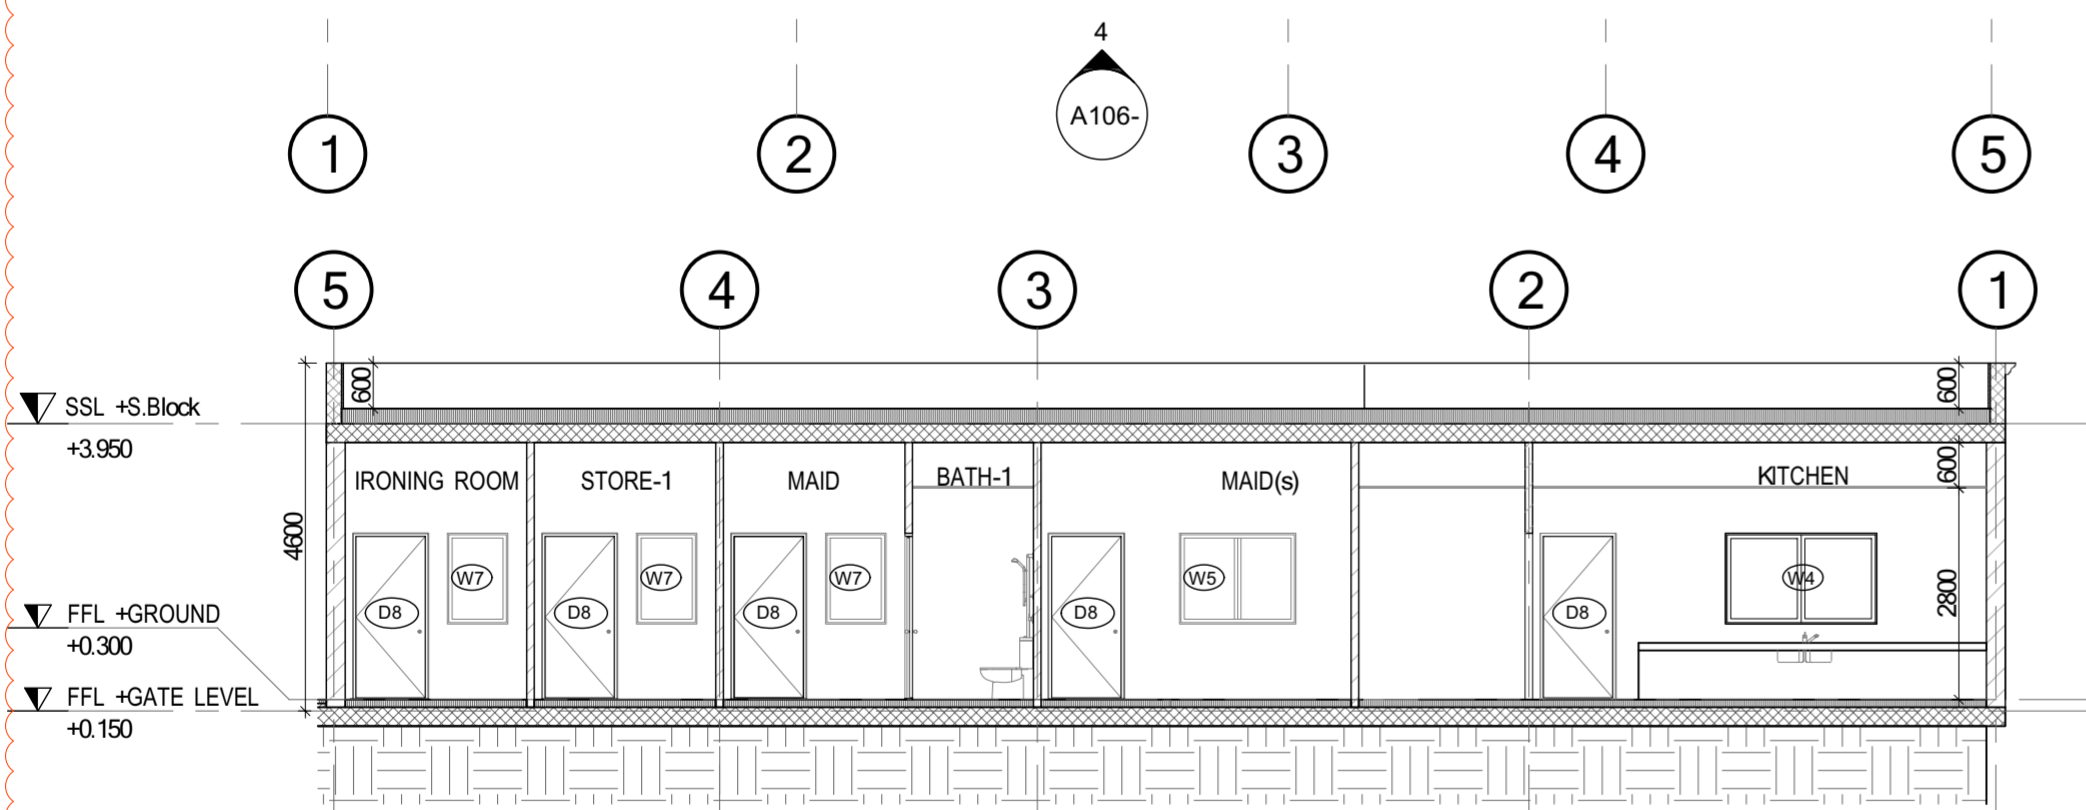 4
A106-
1 2 3 4 5
5 4 3 2 1
600 600
SSL +S.Block
+3.950
IRONING ROOM STORE-1 MAID BATH-1 MAID(s) KITCHEN
600
4600
W7 W7 W7 W5 W4
2800
D8 D8 D8 D8 D8
FFL +GROUND
+0.300
FFL +GATE LEVEL
+0.150